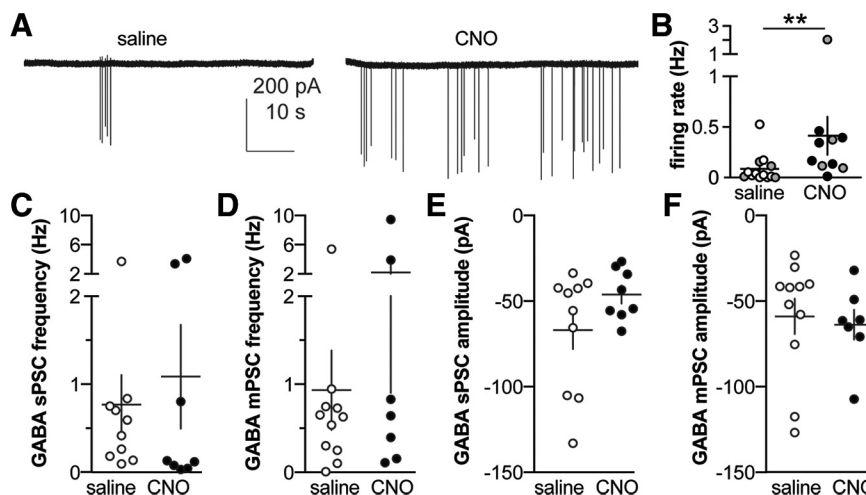 A
saline
CNO
200 pA
10 s
B
**
firing rate (Hz)
3
1
1
0.5
0
saline
CNO
C
GABA sPSC frequency (Hz)
10
6
2
2
1
0
saline
CNO
D
GABA mPSC frequency (Hz)
10
6
2
2
1
0
saline
CNO
E
GABA sPSC amplitude (pA)
0
-50
-100
-150
saline
CNO
F
GABA mPSC amplitude (pA)
0
-50
-100
-150
saline
CNO